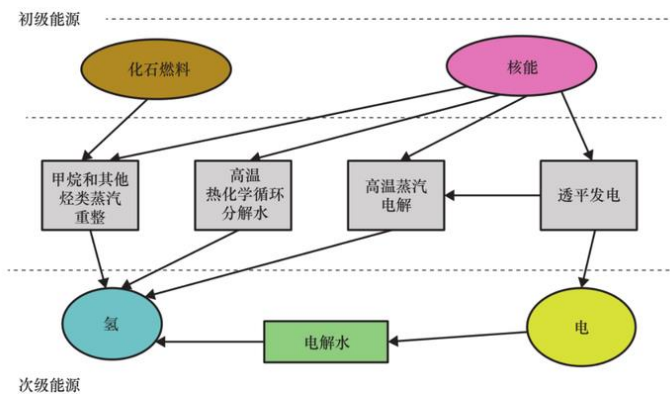 初级能源
化石燃料
核能
甲烷和其他
烃类蒸汽
重整
高温
热化学循环
分解水
高温蒸汽
电解
透平发电
氢
电解水
电
次级能源